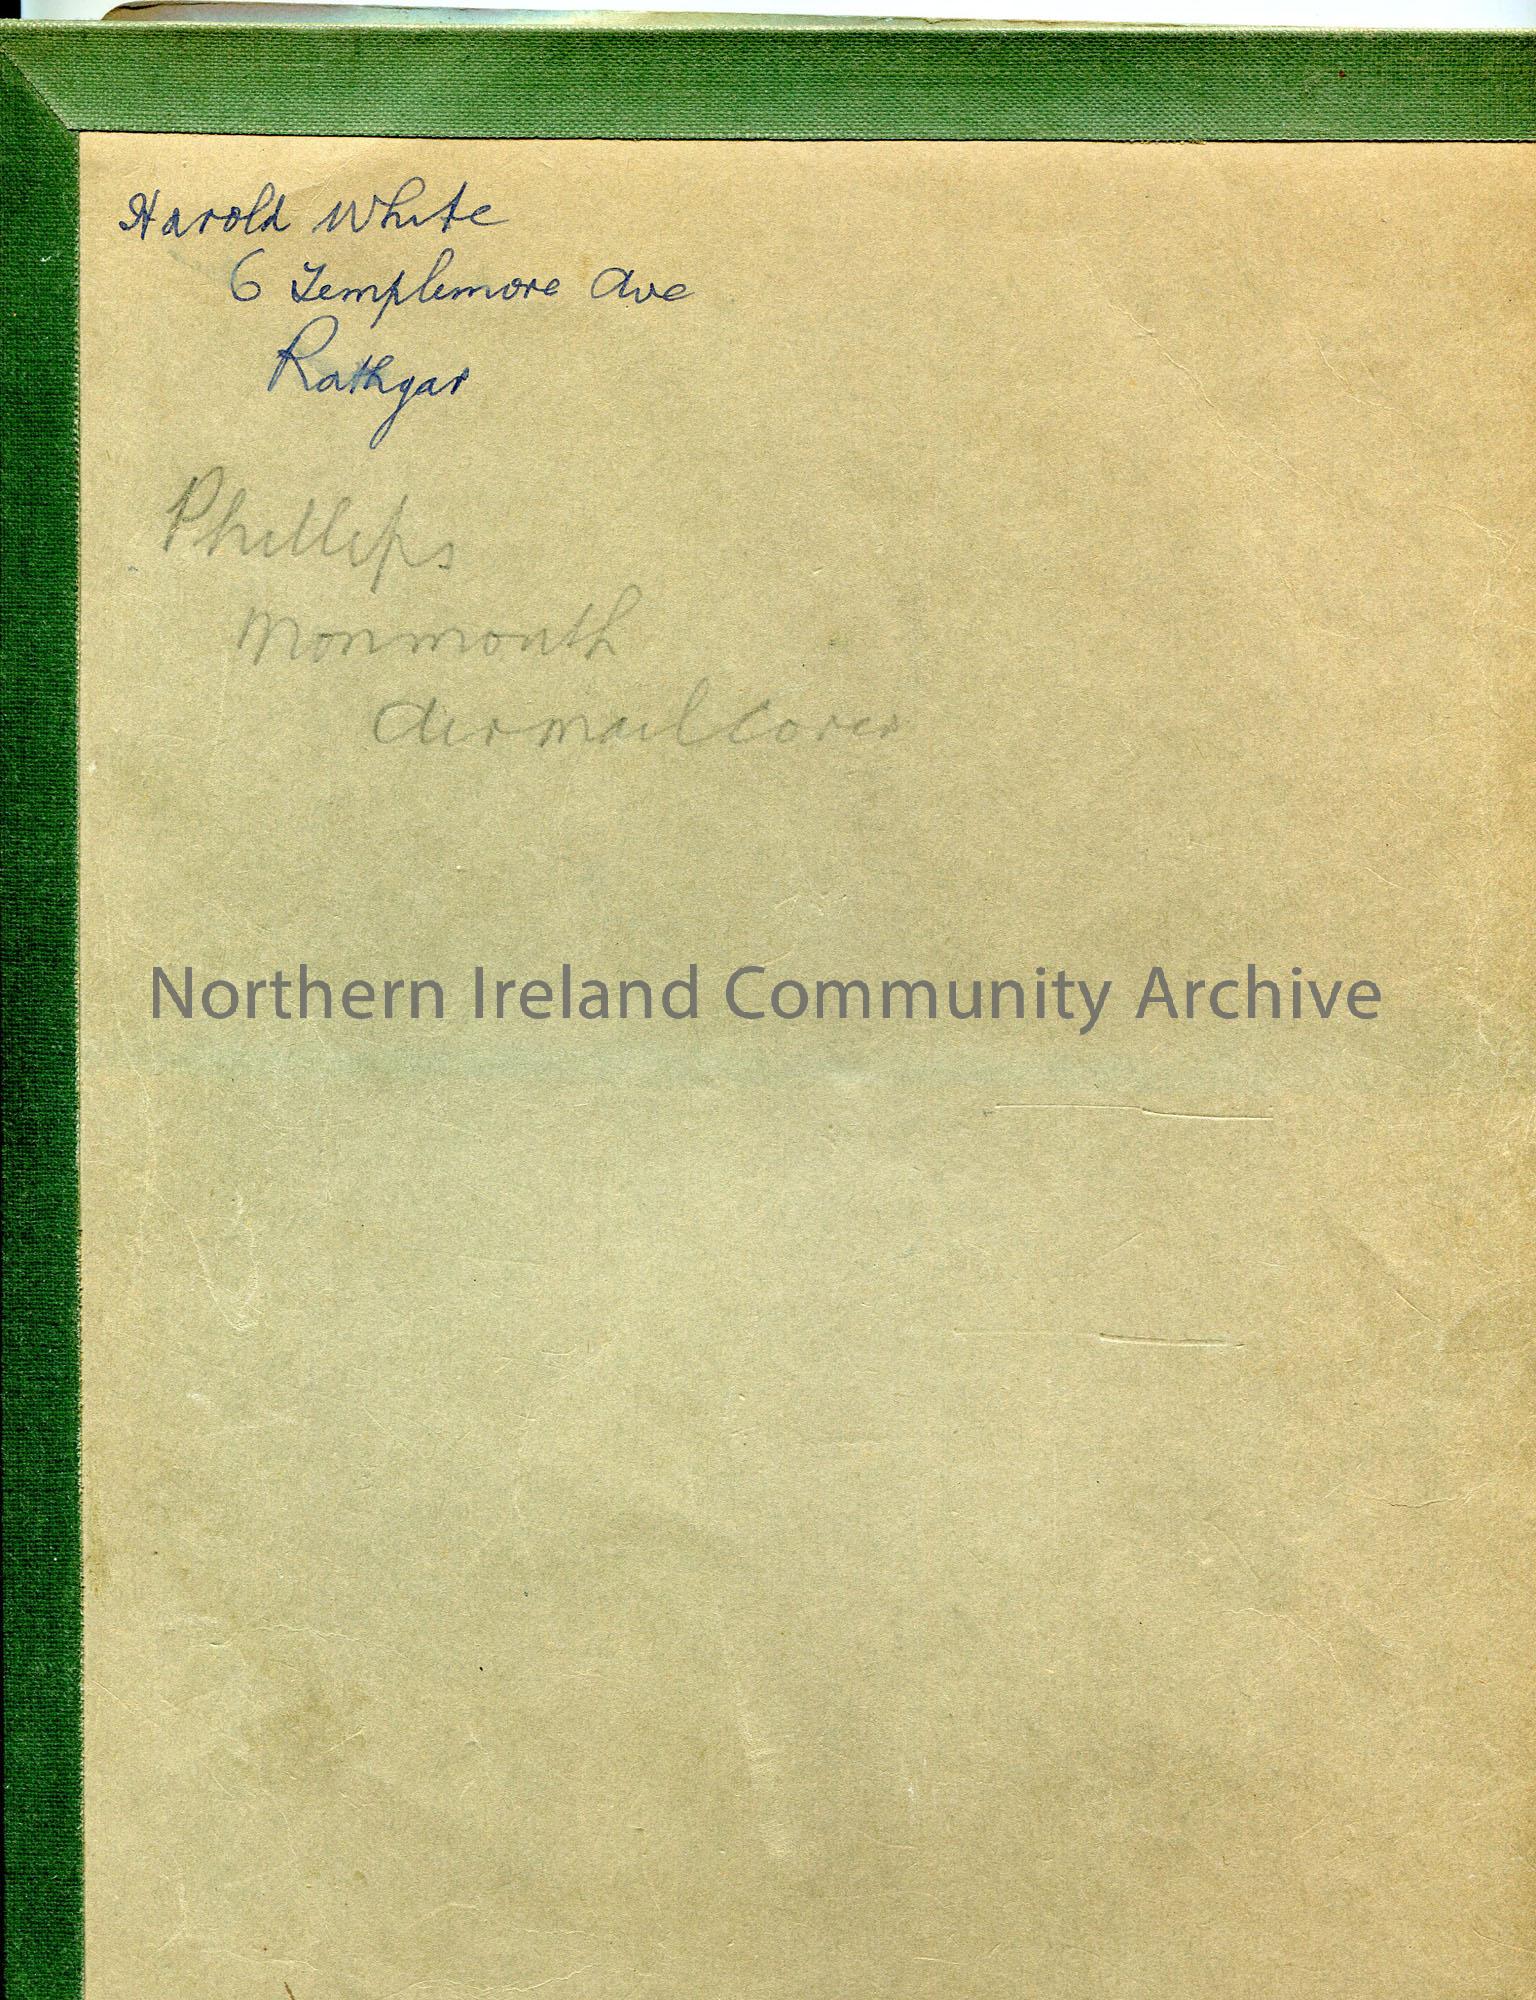 Harold White
6 Templemore Ave
Rathgar
Phillips
Monmouth
airmail cover
Northern Ireland Community Archive